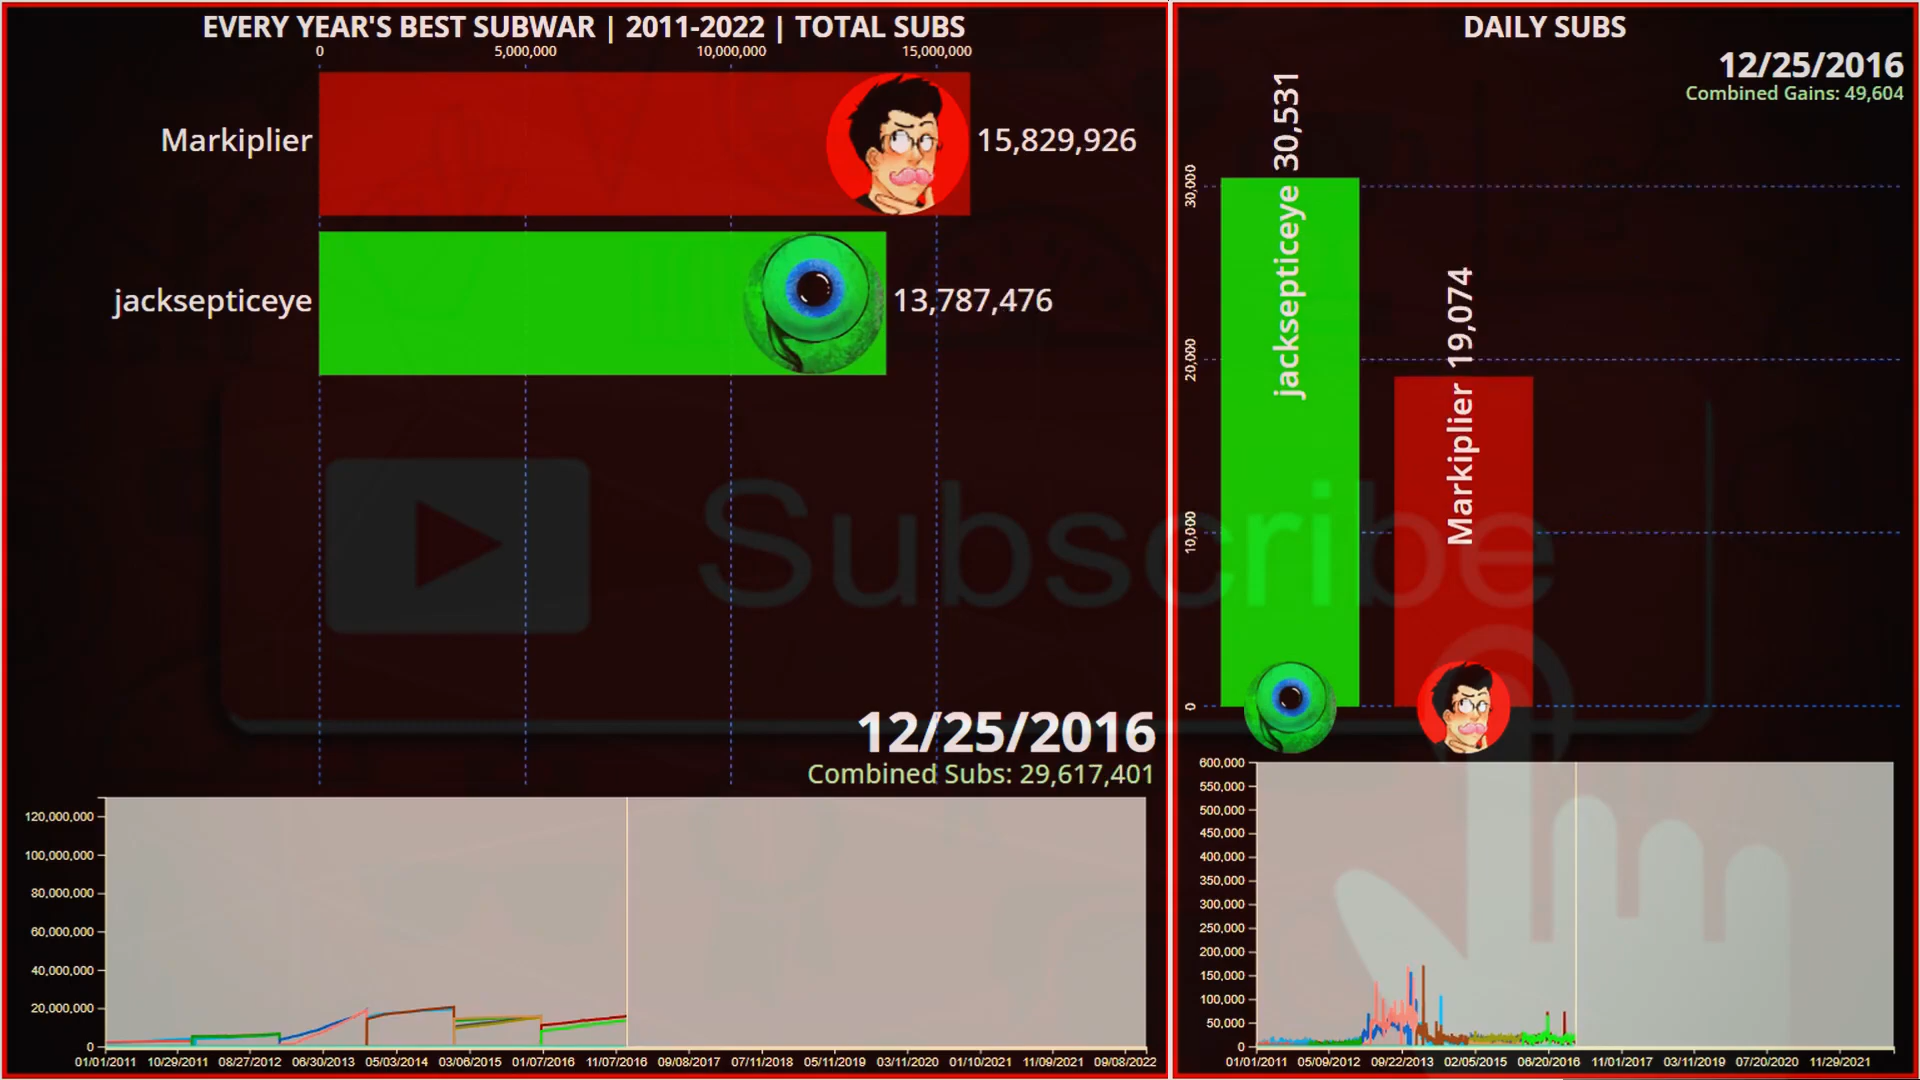 EVERY YEAR'S BEST SUBWAR | 2011-2022 | TOTAL SUBS
0 5,000,000 10,000,000 15,000,000
Markiplier 15,829,926
jacksepticeye 13,787,476
Subscribe
12/25/2016
Combined Subs: 29,617,401
120,000,000
100,000,000
80,000,000
60,000,000
40,000,000
20,000,000
0
01/01/2011 10/29/2011 08/27/2012 06/30/2013 05/03/2014 03/06/2015 01/07/2016 11/07/2016 09/08/2017 07/11/2018 05/11/2019 03/11/2020 01/10/2021 11/09/2021 09/08/2022
DAILY SUBS
12/25/2016
Combined Gains: 49,604
jacksepticeye 30,531
Markiplier 19,074
30,000
20,000
10,000
0
600,000
550,000
500,000
450,000
400,000
350,000
300,000
250,000
200,000
150,000
100,000
50,000
0
01/01/2011 05/09/2012 09/22/2013 02/05/2015 06/20/2016 11/01/2017 03/11/2019 07/20/2020 11/29/2021